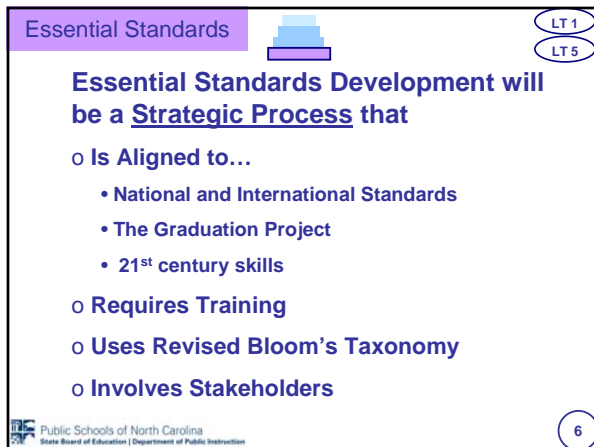 Essential Standards
LT 1
LT 5
Essential Standards Development will
be a Strategic Process that
o Is Aligned to…
• National and International Standards
• The Graduation Project
• 21st century skills
o Requires Training
o Uses Revised Bloom's Taxonomy
o Involves Stakeholders
Public Schools of North Carolina
State Board of Education | Department of Public Instruction
6